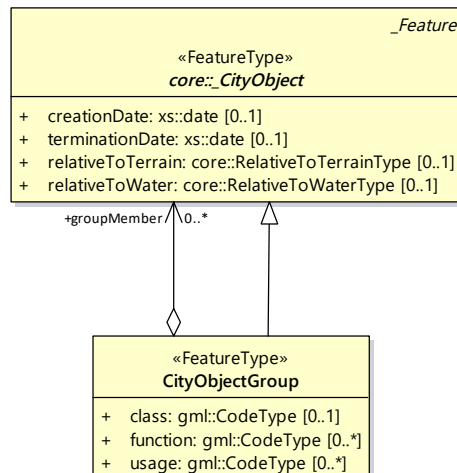 _Feature
«FeatureType»
core::_CityObject
+ creationDate: xs::date [0..1]
+ terminationDate: xs::date [0..1]
+ relativeToTerrain: core::RelativeToTerrainType [0..1]
+ relativeToWater: core::RelativeToWaterType [0..1]
+groupMember 0..*
«FeatureType»
CityObjectGroup
+ class: gml::CodeType [0..1]
+ function: gml::CodeType [0..*]
+ usage: gml::CodeType [0..*]